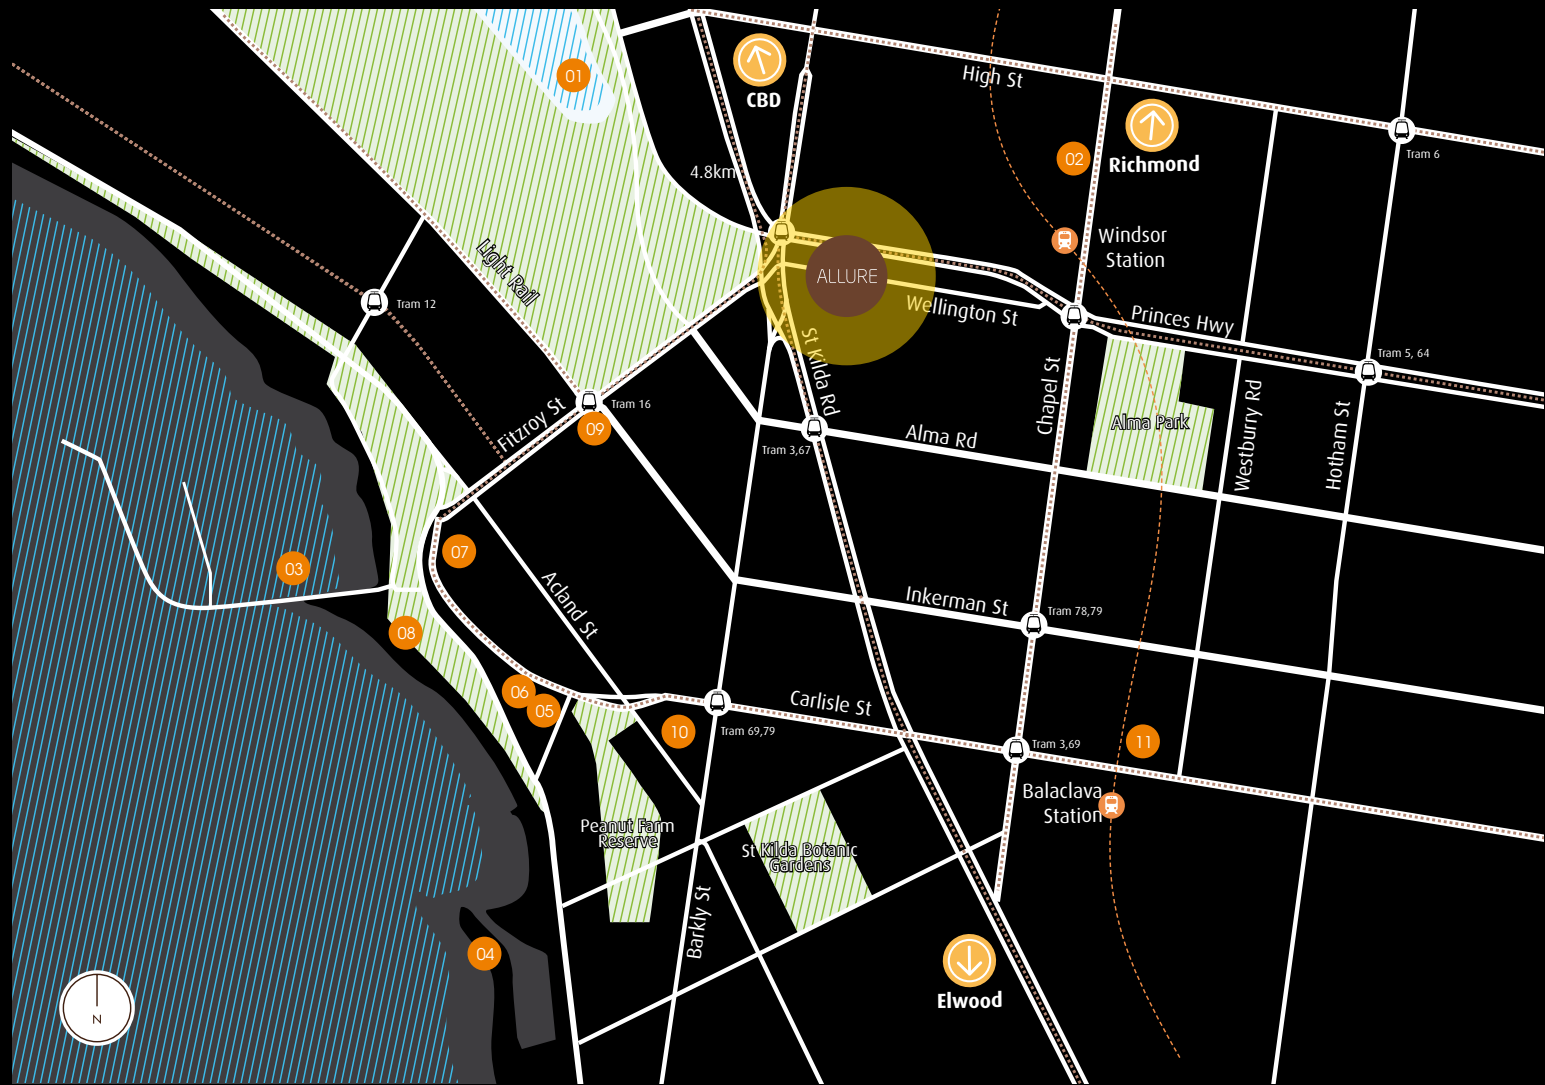 01
CBD
High St
02
Richmond
Tram 6
4.8km
Windsor
Station
Light Rail
ALLURE
Tram 12
Wellington St
Princes Hwy
St Kilda Rd
Tram 5, 64
Chapel St
Westbury Rd
Hotham St
Tram 16
Fitzroy St
09
Alma Park
Alma Rd
Tram 3,67
07
03
Acland St
Inkerman St
Tram 78,79
08
06
05
Carlisle St
10
Tram 69,79
Tram 3,69
11
Balaclava
Station
Peanut Farm
Reserve
St Kilda Botanic
Gardens
Barkly St
04
Elwood
N